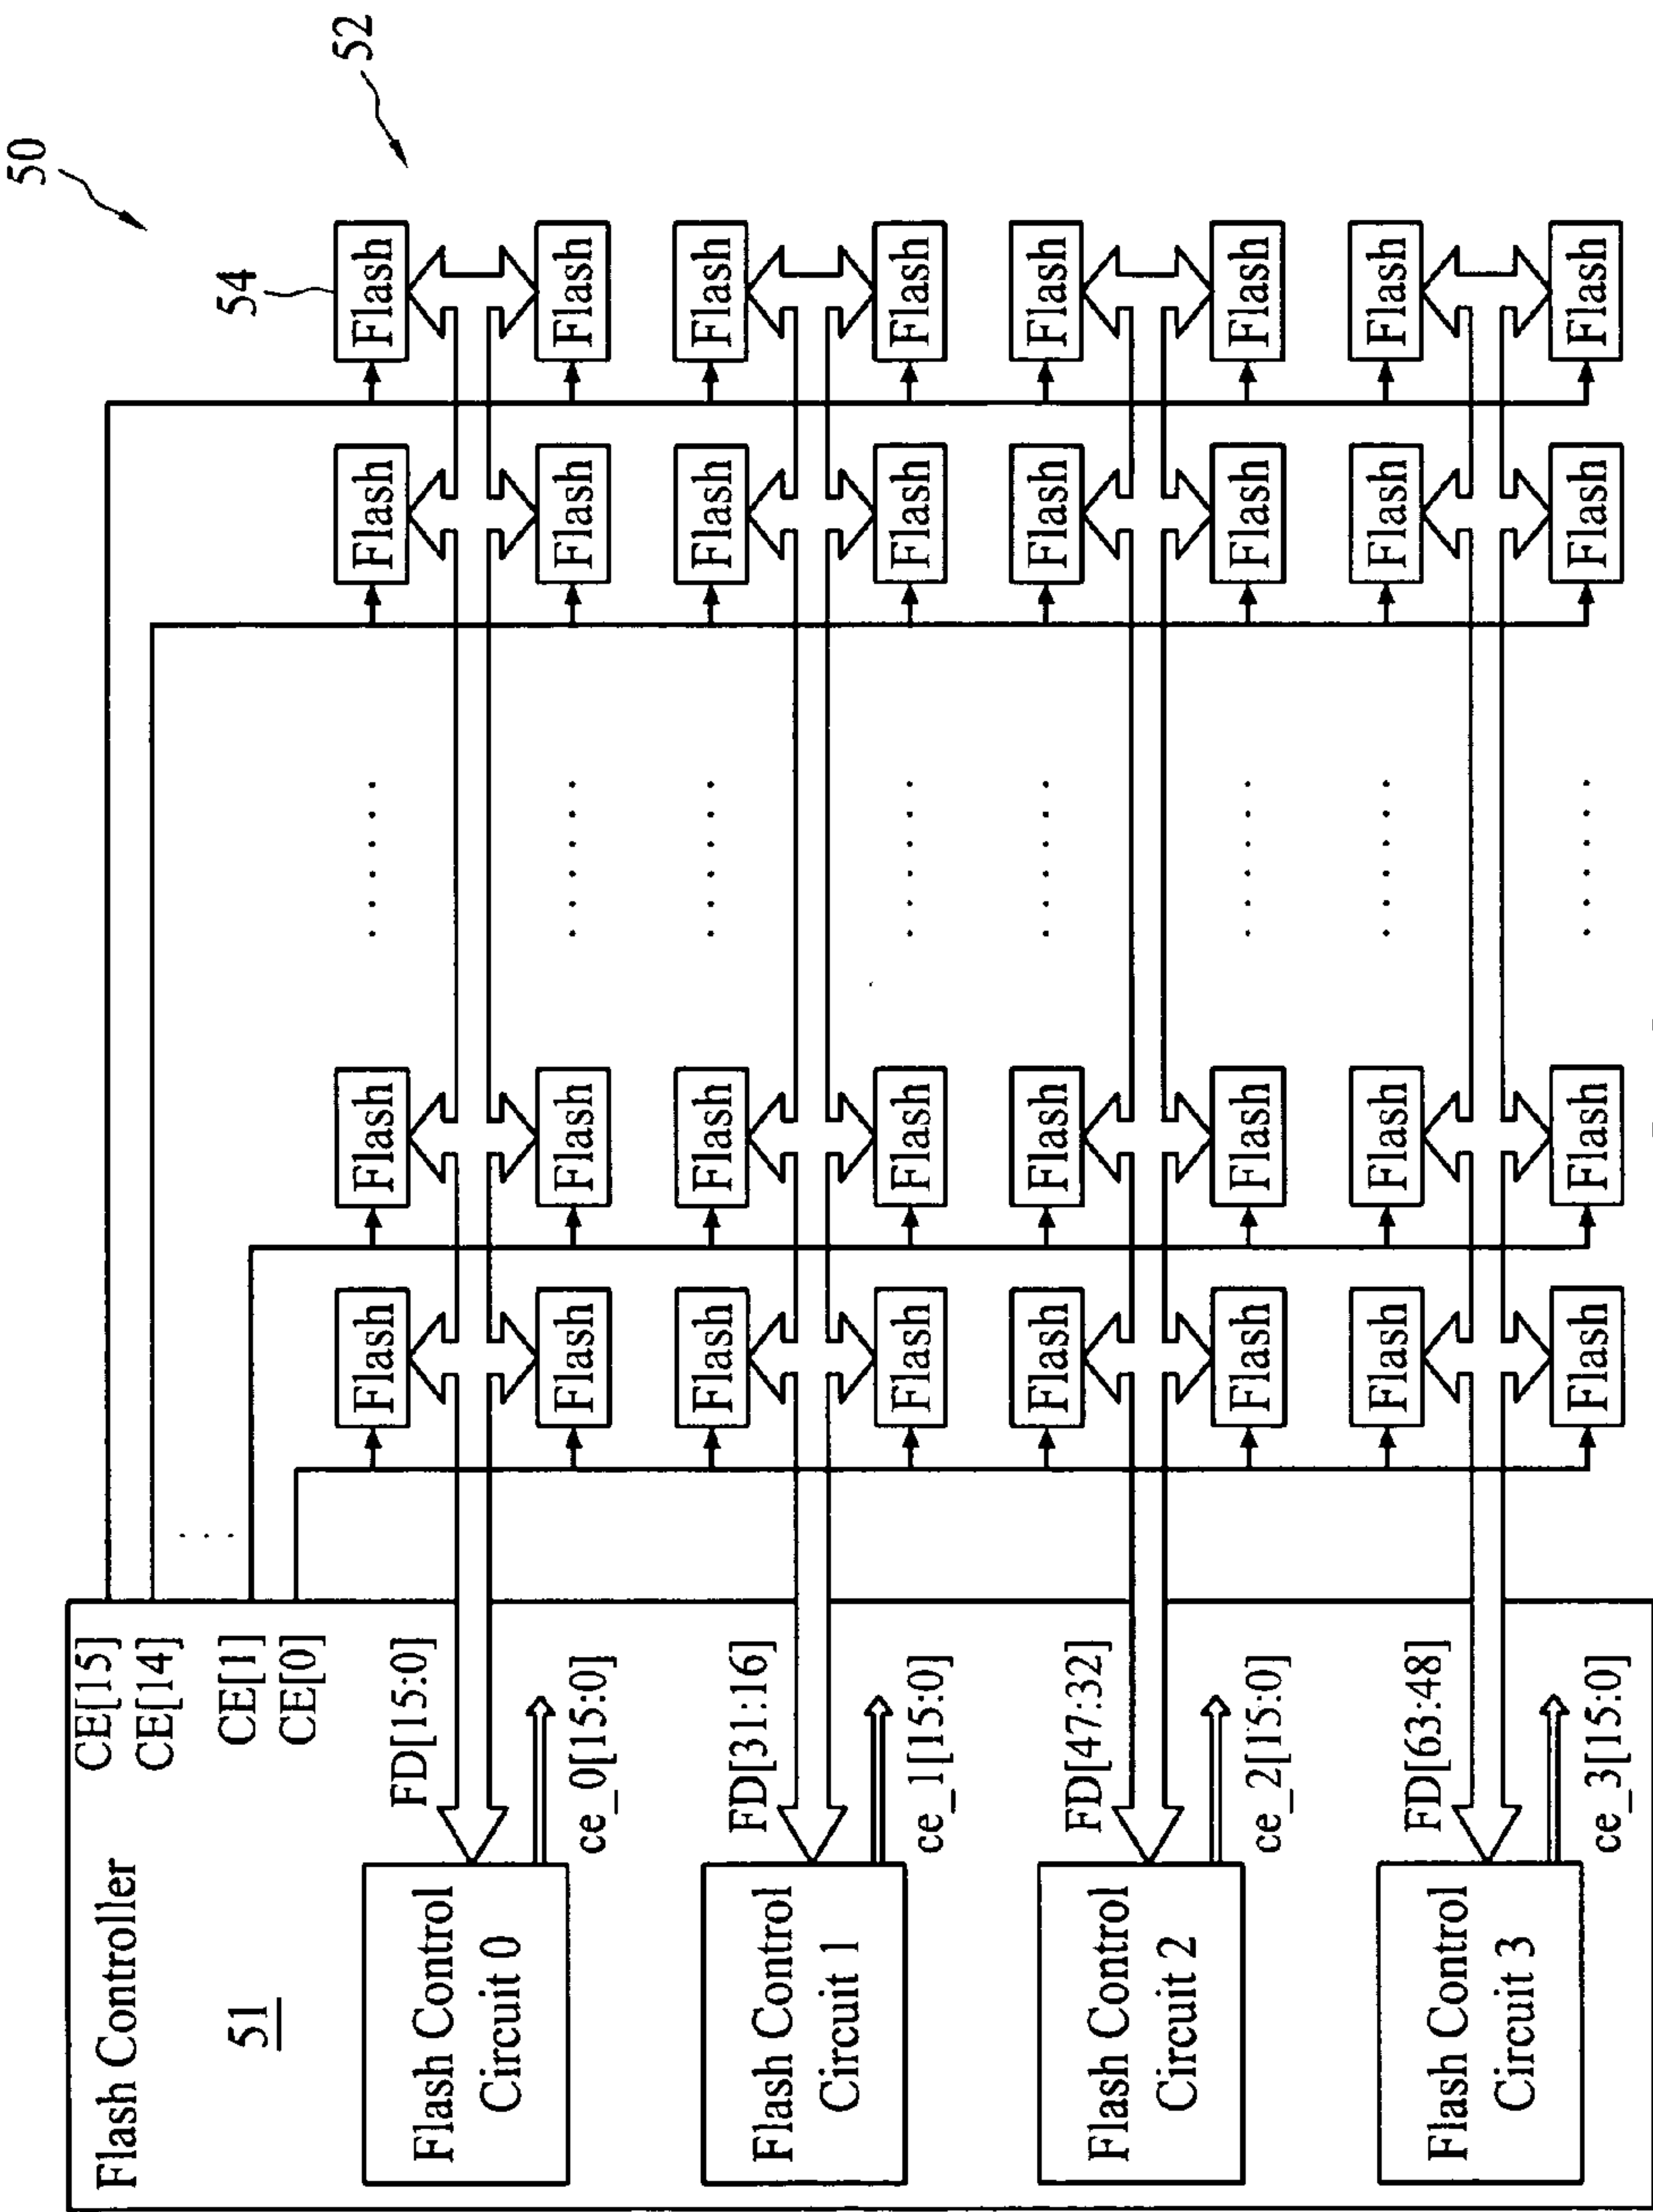 50
52
54
Flash Controller
51
CE[15]
CE[14]
CE[1]
CE[0]
Flash Control
Circuit 0
FD[15:0]
ce_0[15:0]
Flash Flash Flash Flash
Flash Flash Flash Flash
Flash Control
Circuit 1
FD[31:16]
ce_1[15:0]
Flash Flash Flash Flash
Flash Flash Flash Flash
Flash Control
Circuit 2
FD[47:32]
ce_2[15:0]
Flash Flash Flash Flash
Flash Flash Flash Flash
Flash Control
Circuit 3
FD[63:48]
ce_3[15:0]
Flash Flash Flash Flash
Flash Flash Flash Flash